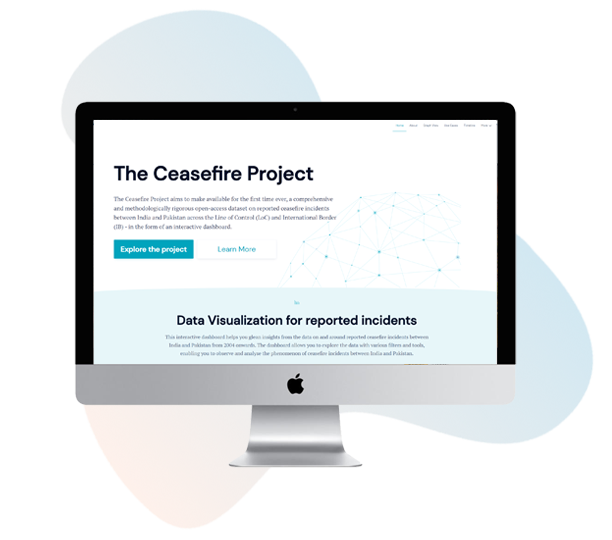 Home About
The Ceasefire Project
The Ceasefire Project aims to make available for the first time ever, a comprehensive
and methodologically rigorous open-access dataset on reported ceasefire incidents
between India and Pakistan across the Line of Control (LoC) and International Border
(IB) - in the form of an interactive dashboard.
Explore the project Learn More
Data Visualization for reported incidents
This interactive dashboard helps you glean insights from the data on and around reported ceasefire incidents between
India and Pakistan from 2004 onwards. The dashboard allows you to explore the data with various filters and tools,
enabling you to observe and analyse the phenomenon of ceasefire incidents between India and Pakistan.